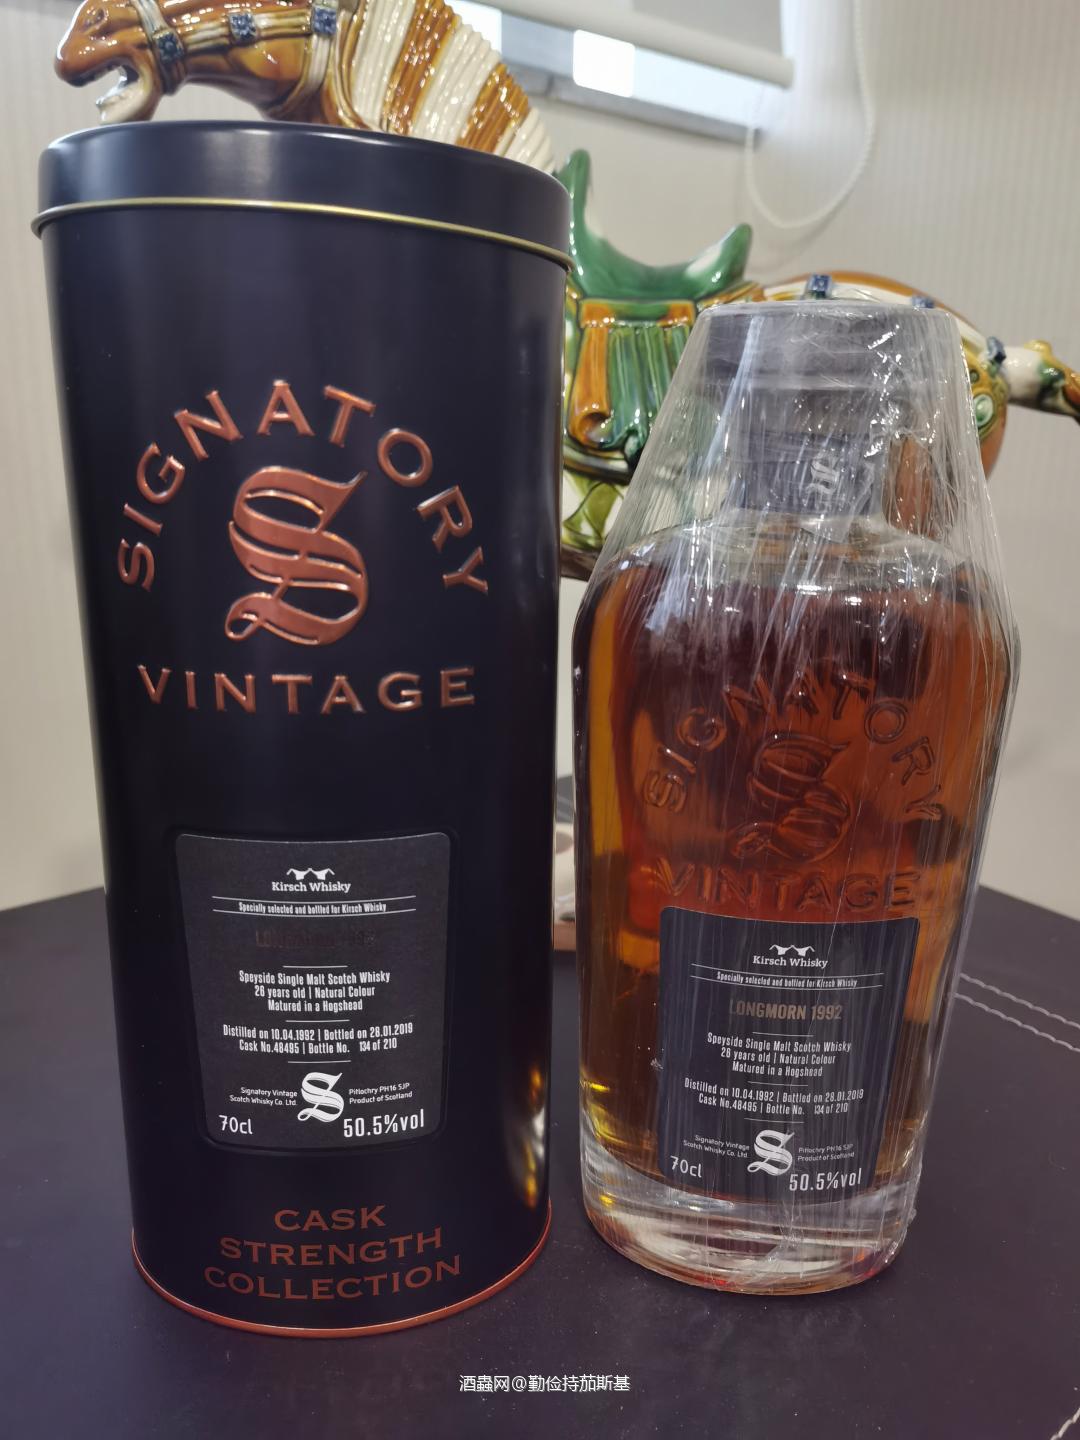 SIGNATORY
S
VINTAGE
Kirsch Whisky
Specially selected and bottled for Kirsch Whisky
LONGMORN 1992
Speyside Single Malt Scotch Whisky
26 years old | Natural Colour
Matured in a Hogshead
Distilled on 10.04.1992 | Bottled on 28.01.2019
Cask No.48495 | Bottle No. 134 of 210
Signatory Vintage
Scotch Whisky Co. Ltd.
S
Pitlochry PH16 5JP
Product of Scotland
70cl
50.5%vol
CASK
STRENGTH
COLLECTION
S
SIGNATORY
S
VINTAGE
Kirsch Whisky
Specially selected and bottled for Kirsch Whisky
LONGMORN 1992
Speyside Single Malt Scotch Whisky
26 years old | Natural Colour
Matured in a Hogshead
Distilled on 10.04.1992 | Bottled on 28.01.2019
Cask No.48495 | Bottle No. 134 of 210
Signatory Vintage
Scotch Whisky Co. Ltd.
S
Pitlochry PH16 5JP
Product of Scotland
70cl
50.5%vol
酒蟲网@勤俭持茄斯基